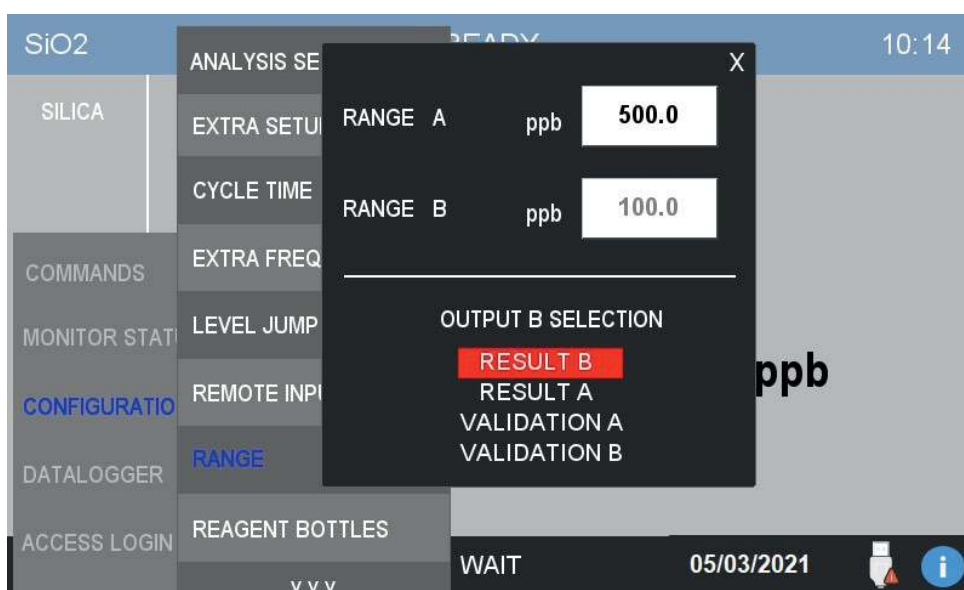 SiO2
READY
10:14
SILICA
COMMANDS
MONITOR STAT
CONFIGURATIO
DATALOGGER
ACCESS LOGIN
ANALYSIS SE
EXTRA SETU
CYCLE TIME
EXTRA FREQ
LEVEL JUMP
REMOTE INP
RANGE
REAGENT BOTTLES
X
RANGE A ppb 500.0
RANGE B ppb 100.0
OUTPUT B SELECTION
RESULT B
RESULT A
VALIDATION A
VALIDATION B
ppb
WAIT
05/03/2021
i